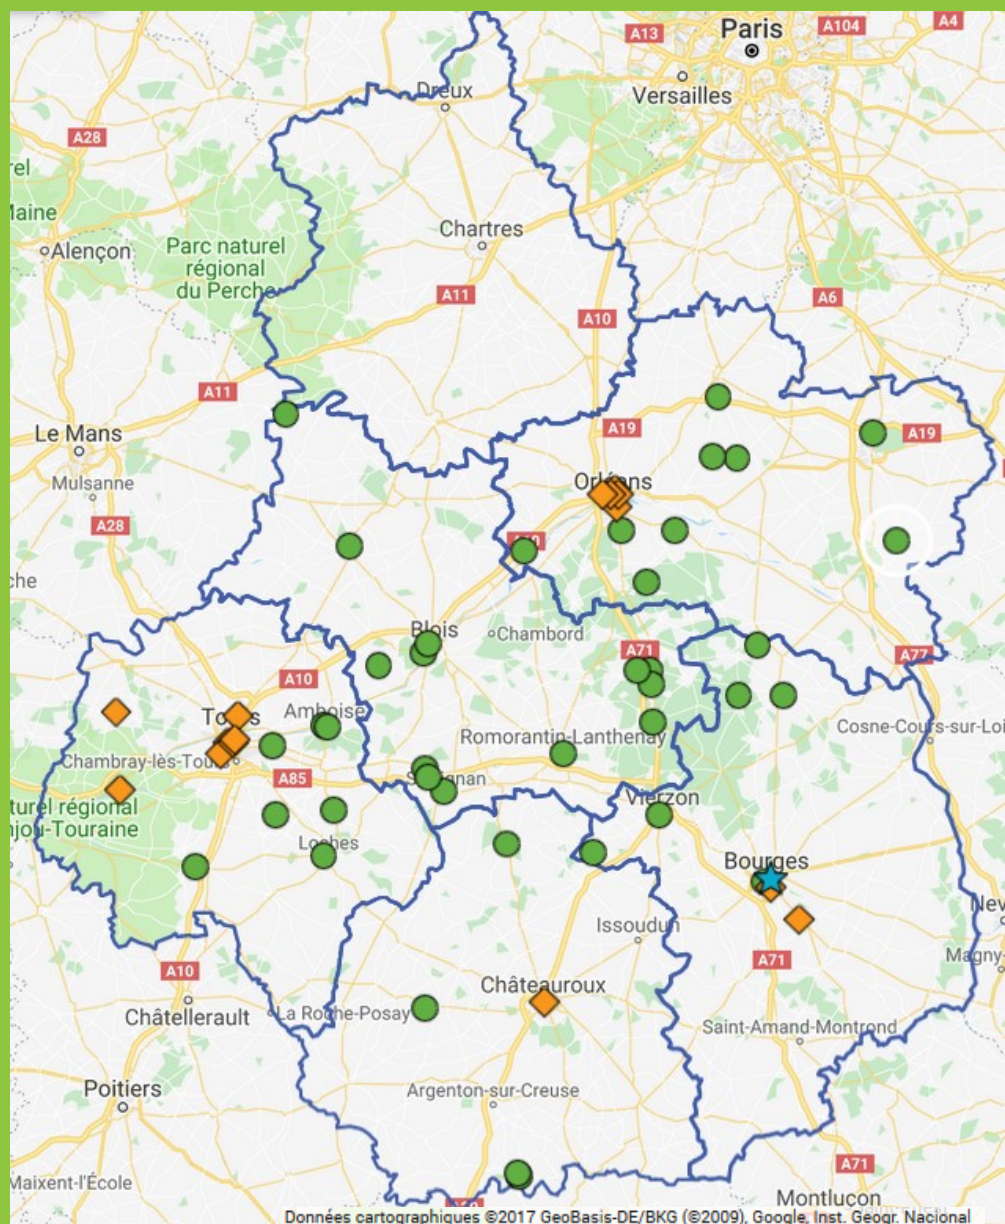 Paris
A13
A104
A4
Versailles
Dreux
A28
rel
Maine
Alençon
Parc naturel
régional
du Perche
Chartres
A11
A10
A6
A11
Le Mans
Mulsanne
A19
A19
Orléans
A28
A10
che
Blois
Chambord
A71
A77
A10
Tours
Amboise
Romorantin-Lanthenay
Cosne-Cours-sur-Loi
Chambray-lès-Tours
A85
turel régional
njou-Touraine
Vierzon
Loches
Bourges
Nev
Issoudun
Magny-
A10
A71
Châteauroux
Châtellerault
La Roche-Posay
Saint-Amand-Montrond
Poitiers
Argenton-sur-Creuse
A71
Maixent-l'École
Montluçon
Données cartographiques ©2017 GeoBasis-DE/BKG (©2009), Google, Inst. Geogr. Nacional